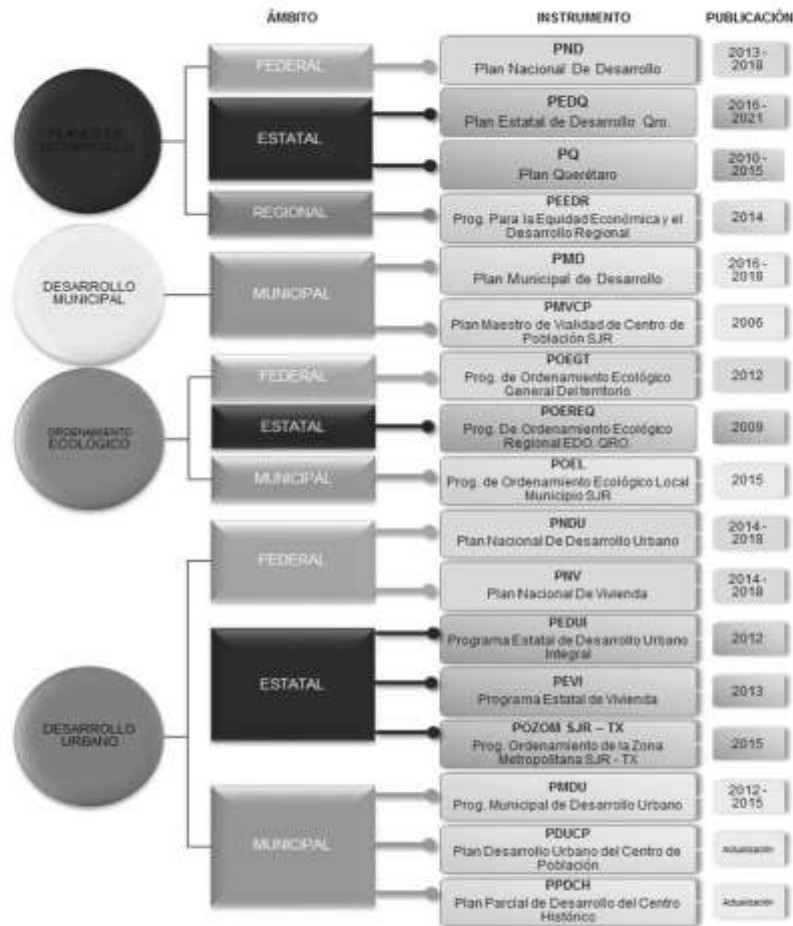 ÁMBITO INSTRUMENTO PUBLICACIÓN
FEDERAL
PND
Plan Nacional De Desarrollo
2013-
2018
ESTATAL
PEDQ
Plan Estatal de Desarrollo Qro.
2016-
2021
PQ
Plan Querétaro
2010-
2015
REGIONAL
PEEDR
Prog. Para la Equidad Económica y el
Desarrollo Regional
2014
DESARROLLO
MUNICIPAL
MUNICIPAL
PMD
Plan Municipal de Desarrollo
2016-
2018
PMVCP
Plan Maestro de Vialidad de Centro de
Población SJR
2006
ORDENAMIENTO
ECOLÓGICO
FEDERAL
POEGT
Prog. de Ordenamiento Ecológico
General Del territorio
2012
ESTATAL
POEREQ
Prog. De Ordenamiento Ecológico
Regional EDO. QRO.
2009
MUNICIPAL
POEL
Prog. de Ordenamiento Ecológico Local
Municipio SJR
2015
DESARROLLO
URBANO
FEDERAL
PNDU
Plan Nacional De Desarrollo Urbano
2014-
2018
PNV
Plan Nacional De Vivienda
2014-
2018
ESTATAL
PEDUI
Programa Estatal de Desarrollo Urbano
Integral
2012
PEVI
Programa Estatal de Vivienda
2013
POZOM SJR – TX
Prog. Ordenamiento de la Zona
Metropolitana SJR - TX
2015
MUNICIPAL
PMDU
Prog. Municipal de Desarrollo Urbano
2012-
2015
PDUCP
Plan Desarrollo Urbano del Centro de
Población
Actualización
PPDCH
Plan Parcial de Desarrollo del Centro
Histórico
Actualización